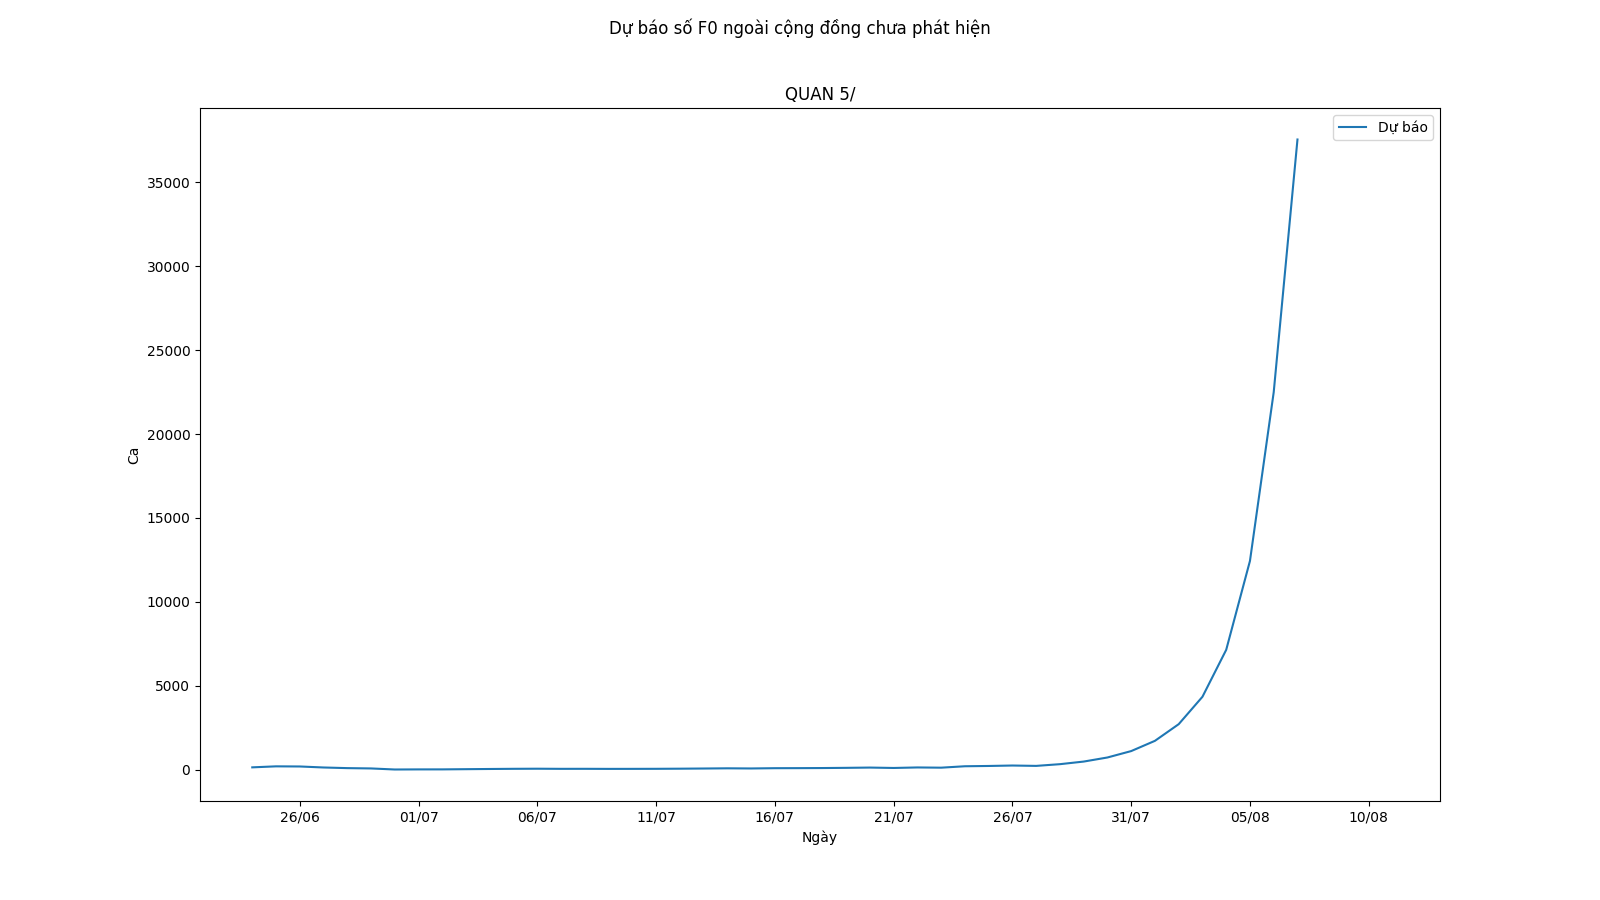 Dự báo số F0 ngoài cộng đồng chưa phát hiện
QUAN 5/
Dự báo
35000
30000
25000
20000
15000
10000
5000
0
Ca
26/06 01/07 06/07 11/07 16/07 21/07 26/07 31/07 05/08 10/08
Ngày